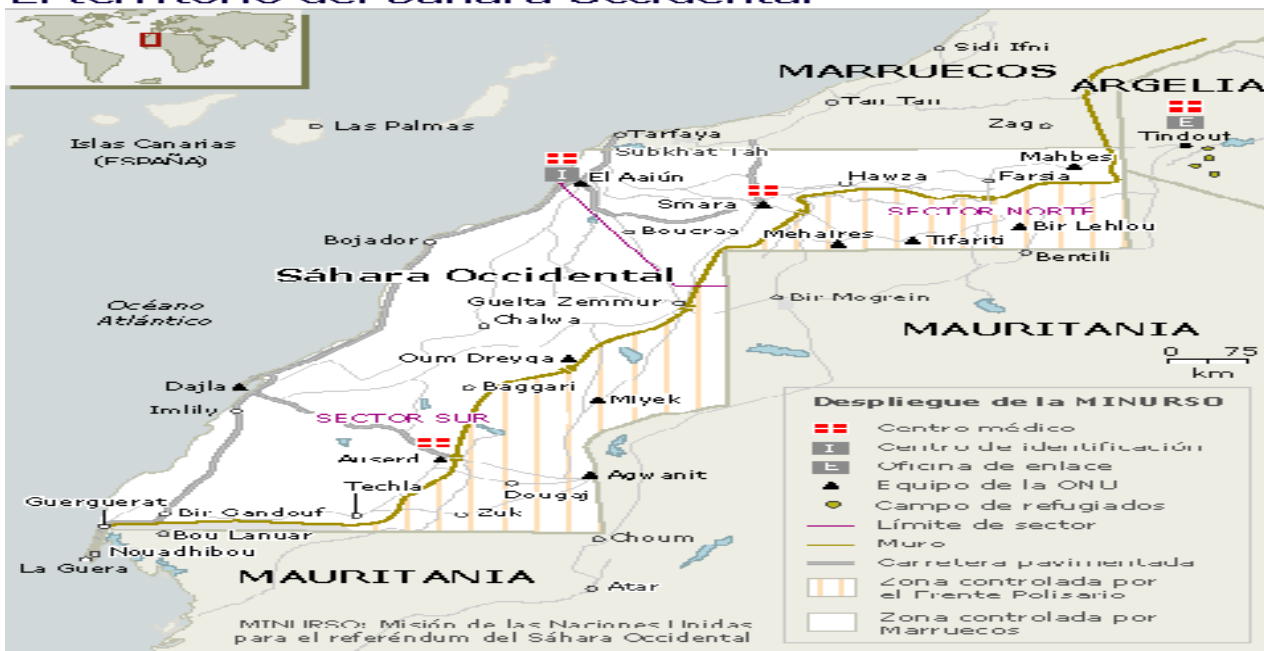 El territorio del Sáhara Occidental
Sidi Ifni
MARRUECOS
ARGELIA
Tan Tan
Zag
Tindout
Islas Canarias
(ESPAÑA)
Las Palmas
Tarfaya
Subkhat Tah
Mahbes
I
E
El Aaiún
Hawza
Farsia
Smara
SECTOR NORTE
Boucraa
Mehaires
Tifariti
Bir Lehlou
Bojador
Bentili
Sáhara Occidental
Guelta Zemmur
Bir Mogrein
Océano
Atlántico
Chalwa
MAURITANIA
Oum Dreyga
0 75
km
Dajla
Baggari
Mlyek
Imlily
SECTOR SUR
Auserd
Agwanit
Techla
Dougaj
Guerguerat
Bir Gandouf
Zuk
Bou Lanuar
Choum
Nouadhibou
La Guera
MAURITANIA
Atar
MINURSO: Misión de las Naciones Unidas
para el referéndum del Sáhara Occidental
Despliegue de la MINURSO
Centro médico
I Centro de identificación
E Oficina de enlace
Equipo de la ONU
Campo de refugiados
Límite de sector
Muro
Carretera pavimentada
Zona controlada por
el Frente Polisario
Zona controlada por
Marruecos